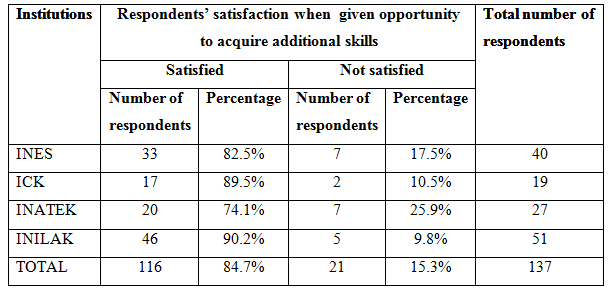 Institutions Respondents’ satisfaction when given opportunity Total number of
to acquire additional skills respondents
Satisfied Not satisfied
Number of Percentage Number of Percentage
respondents respondents
INES 33 82.5% 7 17.5% 40
ICK 17 89.5% 2 10.5% 19
INATEK 20 74.1% 7 25.9% 27
INILAK 46 90.2% 5 9.8% 51
TOTAL 116 84.7% 21 15.3% 137